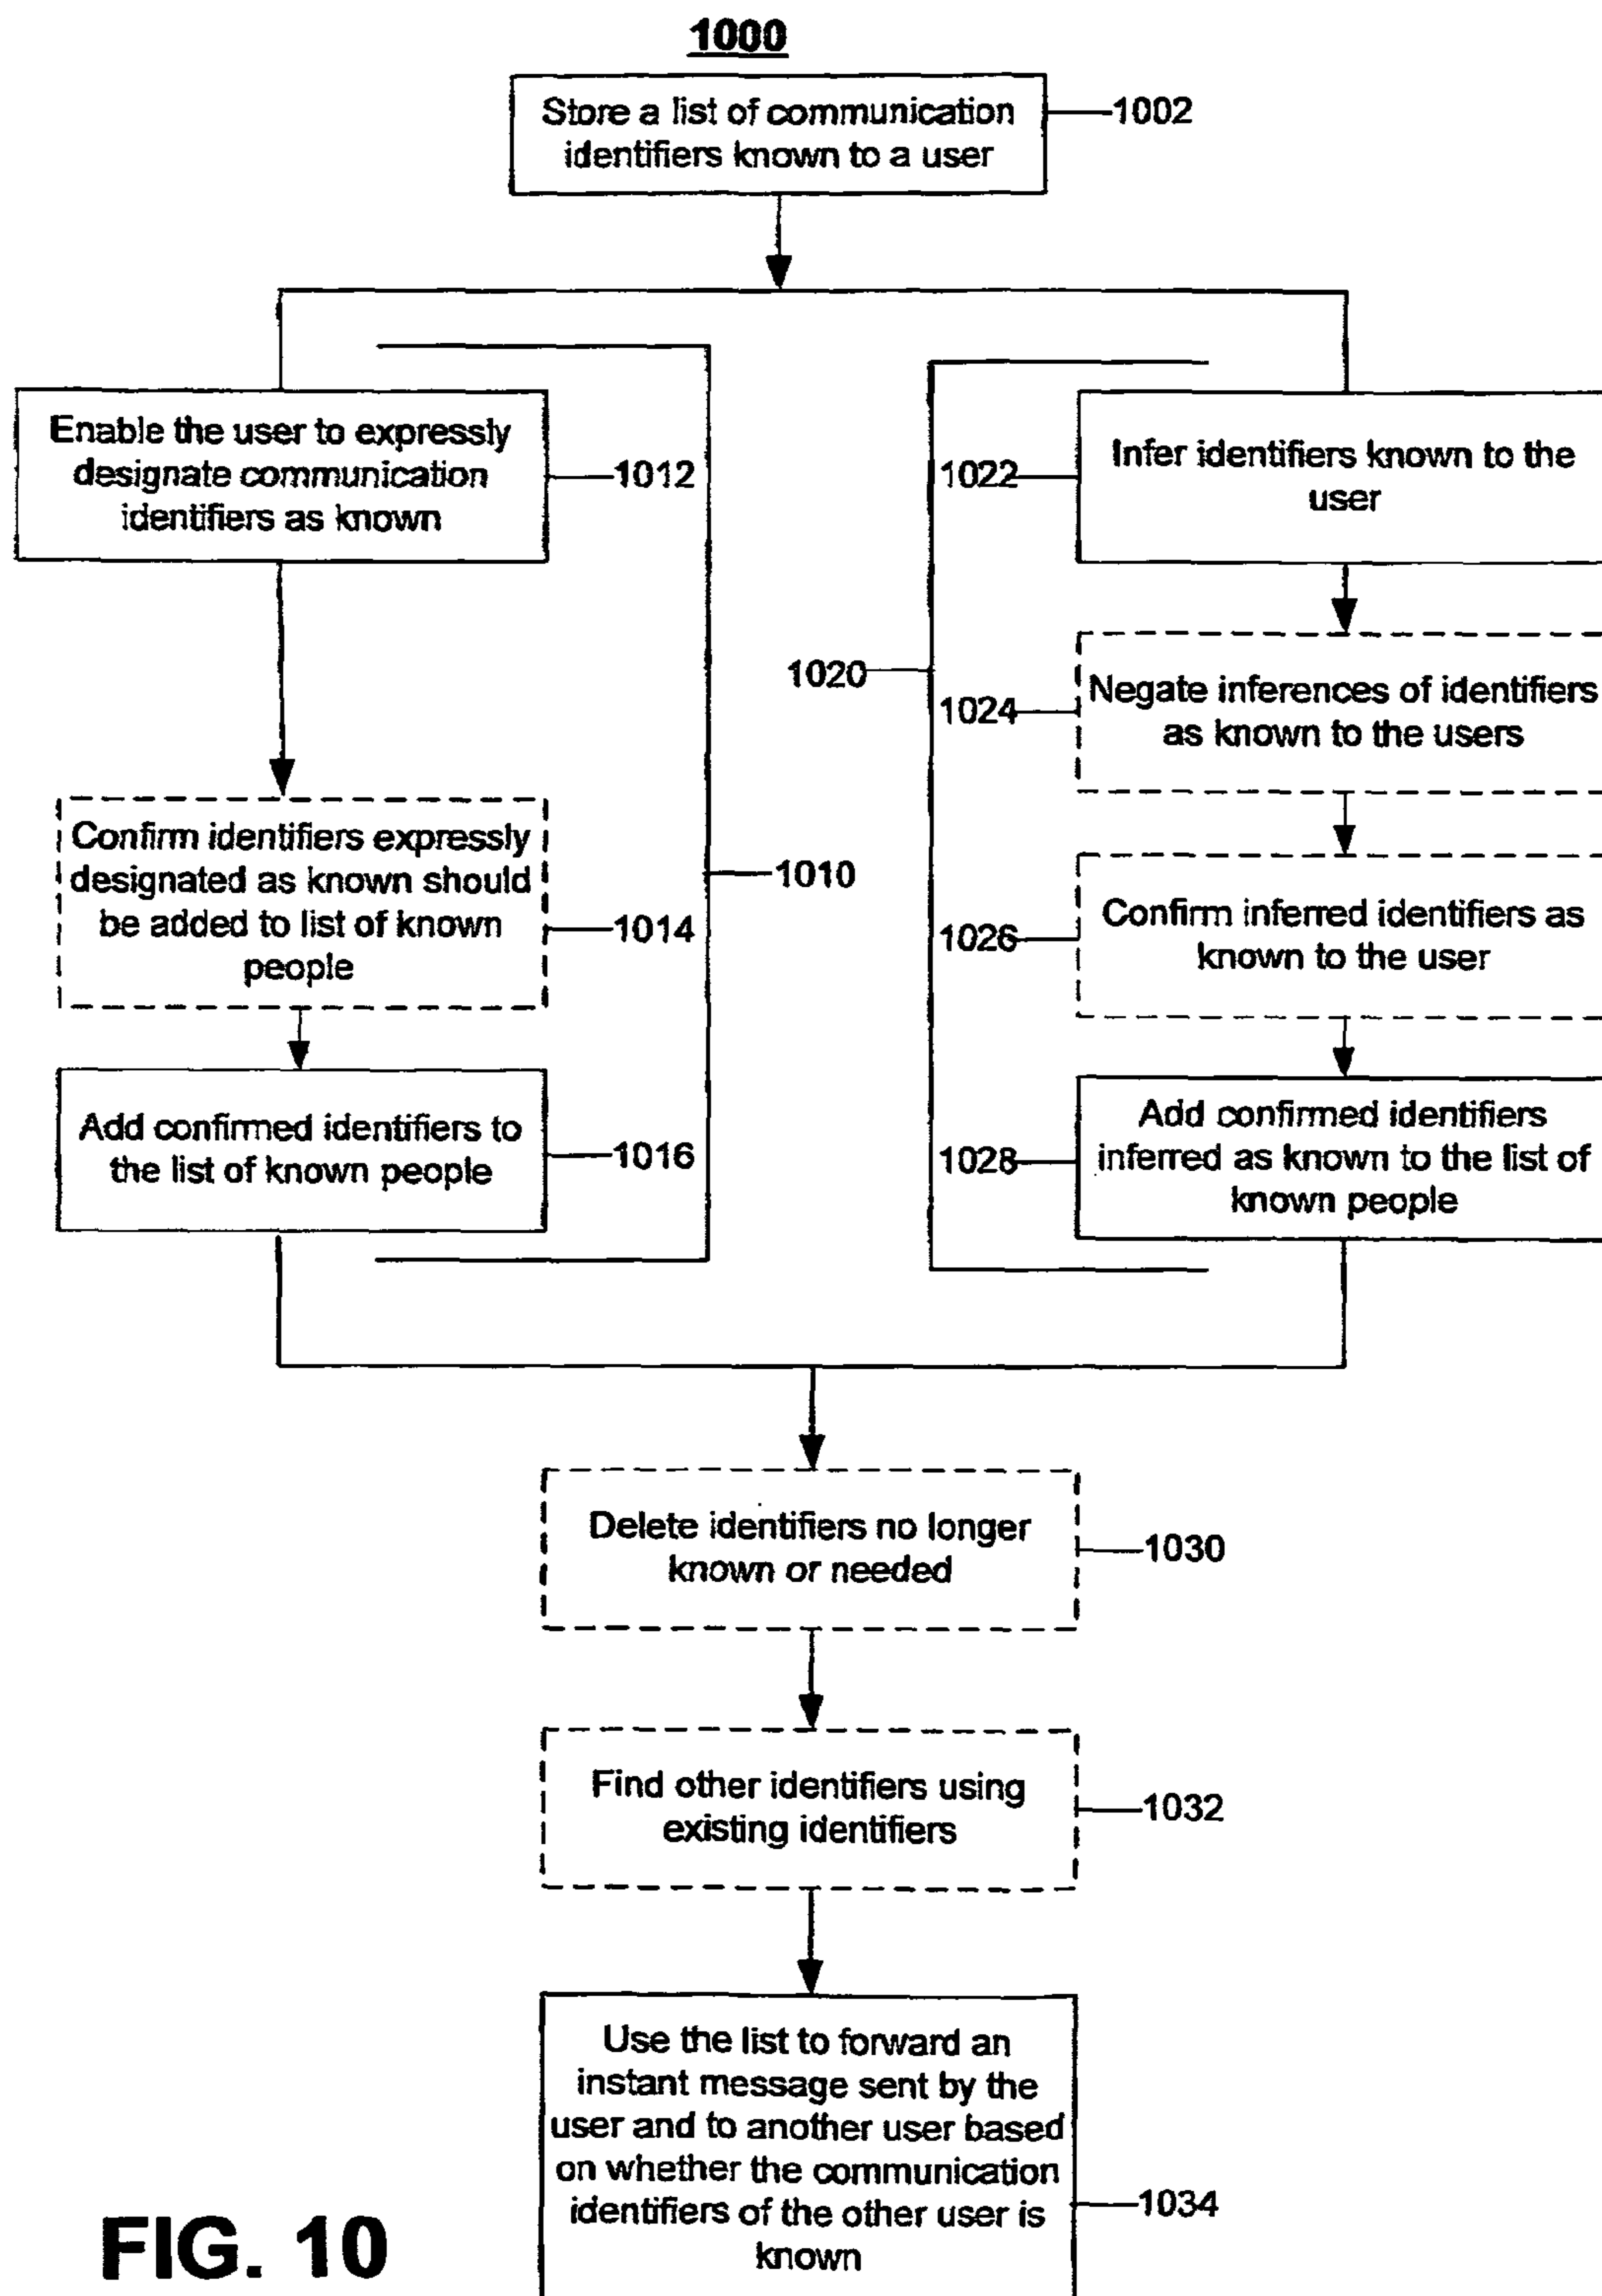 1000
Store a list of communication
identifiers known to a user
1002
Enable the user to expressly
designate communication
identifiers as known
1012
1022
Infer identifiers known to the
user
1020
1024
Negate inferences of identifiers
as known to the users
Confirm identifiers expressly
designated as known should
be added to list of known
people
1014
1010
1026
Confirm inferred identifiers as
known to the user
Add confirmed identifiers to
the list of known people
1016
1028
Add confirmed identifiers
inferred as known to the list of
known people
Delete identifiers no longer
known or needed
1030
Find other identifiers using
existing identifiers
1032
Use the list to forward an
instant message sent by the
user and to another user based
on whether the communication
identifiers of the other user is
known
1034
FIG. 10